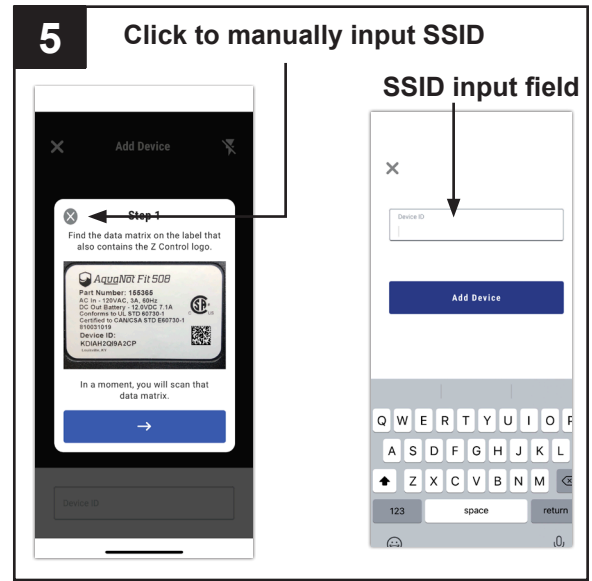 5
Click to manually input SSID
SSID input field
Add Device
Step 1
Find the data matrix on the label that
also contains the Z Control logo.
AquaNot Fit 508
Part Number: 155365
AC In - 120VAC, 3A, 60Hz
DC Out Battery - 12.0VDC 7.1A
Conforms to UL STD 60730-1
Certified to CAN/CSA STD E60730-1
810031019
Device ID:
KDIAH2QI9A2CP
Louisville, KY
In a moment, you will scan that
data matrix.
Device ID
Device ID
Add Device
Q W E R T Y U I O P
A S D F G H J K L
Z X C V B N M
123 space return